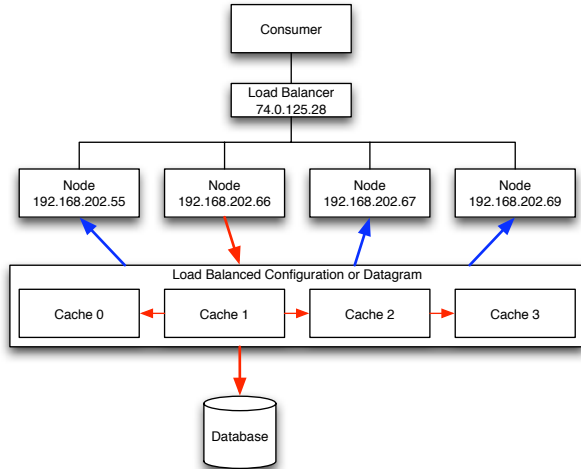 Consumer
Load Balancer
74.0.125.28
Node
192.168.202.55
Node
192.168.202.66
Node
192.168.202.67
Node
192.168.202.69
Load Balanced Configuration or Datagram
Cache 0
Cache 1
Cache 2
Cache 3
Database